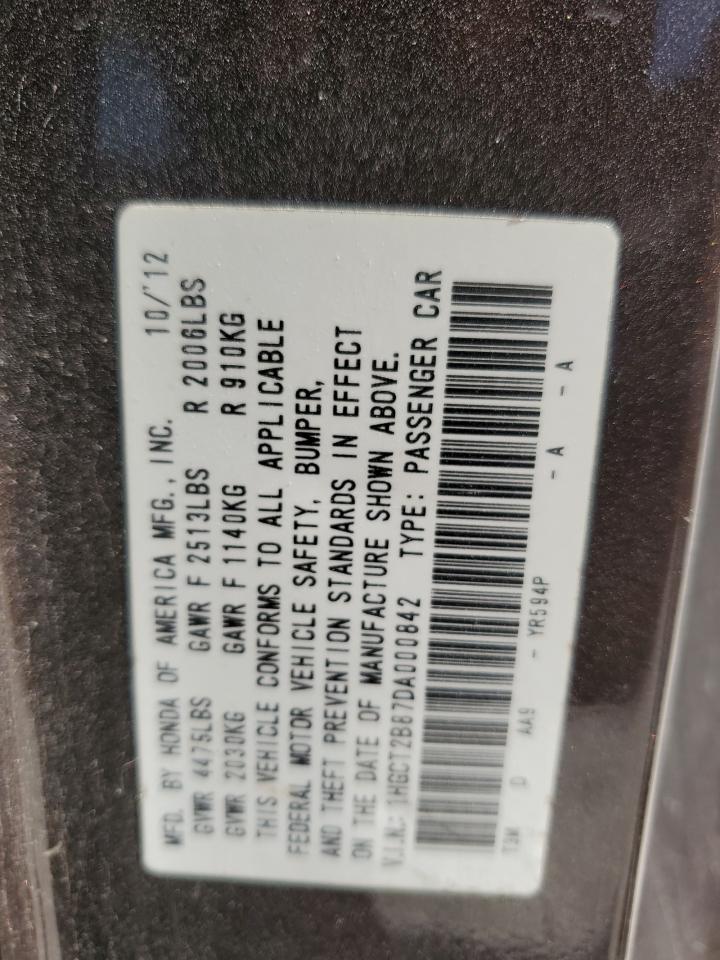 MFD. BY HONDA OF AMERICA MFG., INC. 10/'12
GVWR 4475LBS GAWR F 2513LBS R 2006LBS
GVWR 2030KG GAWR F 1140KG R 910KG
THIS VEHICLE CONFORMS TO ALL APPLICABLE
FEDERAL MOTOR VEHICLE SAFETY, BUMPER,
AND THEFT PREVENTION STANDARDS IN EFFECT
ON THE DATE OF MANUFACTURE SHOWN ABOVE.
V.I.N.: 1HGCT2B87DA000842 TYPE: PASSENGER CAR
T3W D AA9 - YR594P - A - A